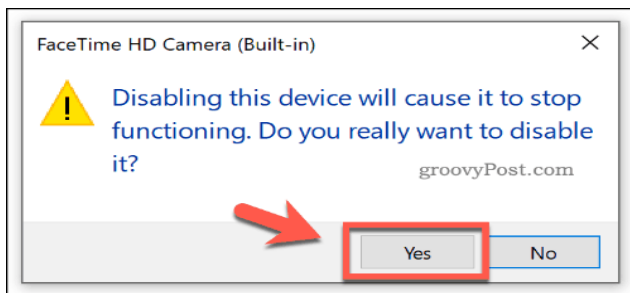 FaceTime HD Camera (Built-in)
Disabling this device will cause it to stop
functioning. Do you really want to disable
it?
groovyPost.com
Yes
No